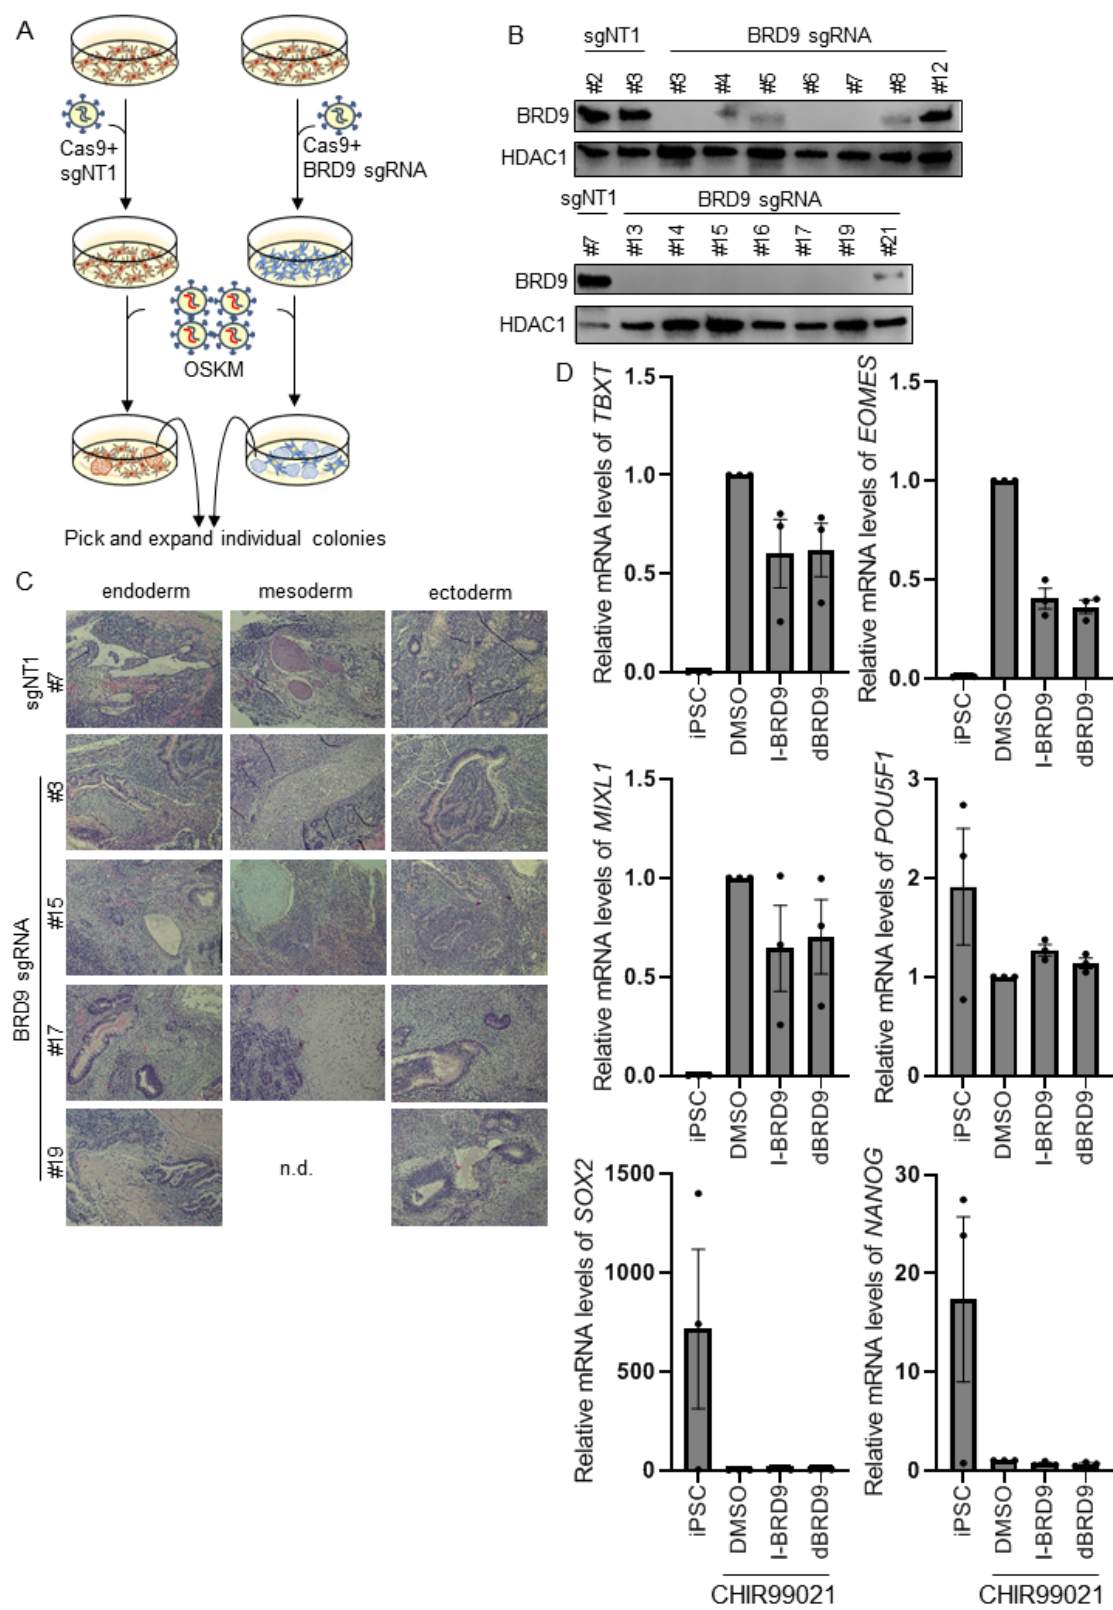 A
Cas9+
sgNT1
Cas9+
BRD9 sgRNA
OSKM
Pick and expand individual colonies
B
sgNT1
BRD9 sgRNA
#2
#3
#3
#4
#5
#6
#7
#8
#12
BRD9
HDAC1
sgNT1
BRD9 sgRNA
#7
#13
#14
#15
#16
#17
#19
#21
BRD9
HDAC1
C
endoderm
mesoderm
ectoderm
sgNT1
#7
BRD9 sgRNA
#3
#15
#17
#19
n.d.
D
Relative mRNA levels of TBXT
1.5
1.0
0.5
0.0
iPSC
DMSO
I-BRD9
dBRD9
Relative mRNA levels of EOMES
1.5
1.0
0.5
0.0
iPSC
DMSO
I-BRD9
dBRD9
Relative mRNA levels of MIXL1
1.5
1.0
0.5
0.0
iPSC
DMSO
I-BRD9
dBRD9
Relative mRNA levels of POU5F1
3
2
1
0
iPSC
DMSO
I-BRD9
dBRD9
Relative mRNA levels of SOX2
1500
1000
500
0
iPSC
DMSO
I-BRD9
dBRD9
CHIR99021
Relative mRNA levels of NANOG
30
20
10
0
iPSC
DMSO
I-BRD9
dBRD9
CHIR99021